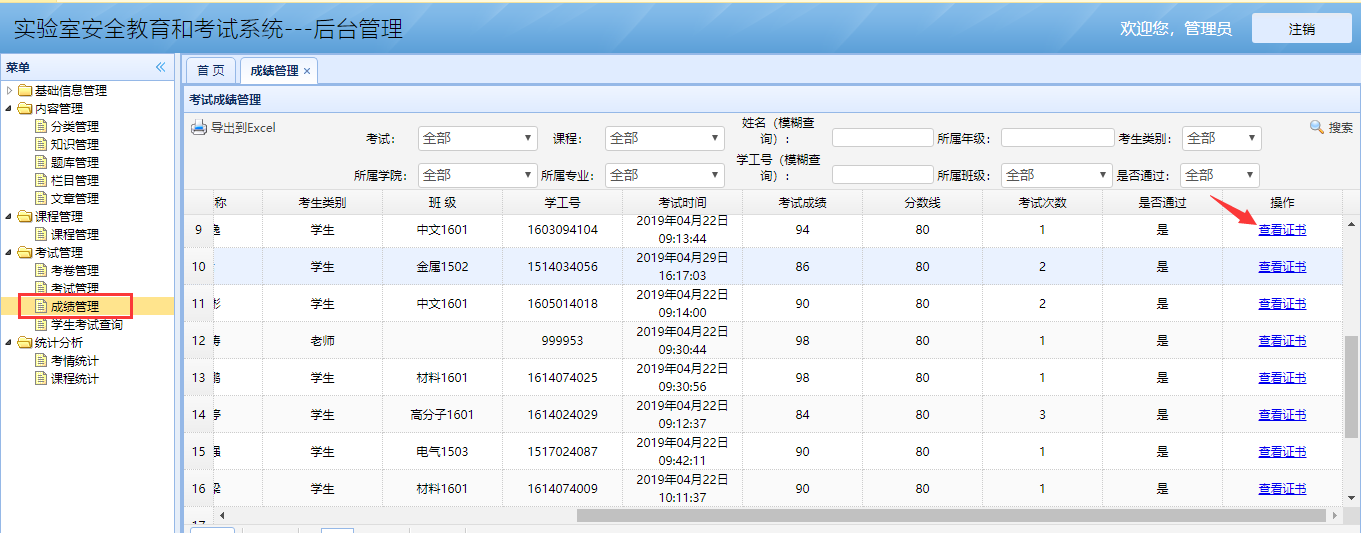 实验室安全教育和考试系统---后台管理
欢迎您，管理员
注销
菜单
基础信息管理
内容管理
分类管理
知识管理
题库管理
栏目管理
文章管理
课程管理
课程管理
考试管理
考卷管理
考试管理
成绩管理
学生考试查询
统计分析
考情统计
课程统计
首页 成绩管理 ×
考试成绩管理
导出到Excel
考试： 全部 课程： 全部 姓名（模糊查询）： 所属年级： 考生类别： 全部 搜索
所属学院： 全部 所属专业： 全部 学工号（模糊查询）： 所属班级： 全部 是否通过： 全部
称 考生类别 班 级 学工号 考试时间 考试成绩 分数线 考试次数 是否通过 操作
9 学生 中文1601 1603094104 2019年04月22日 09:13:44 94 80 1 是 查看证书
10 学生 金属1502 1514034056 2019年04月29日 16:17:03 86 80 2 是 查看证书
11 学生 中文1601 1605014018 2019年04月22日 09:14:00 90 80 2 是 查看证书
12 老师 999953 2019年04月22日 09:30:44 98 80 1 是 查看证书
13 学生 材料1601 1614074025 2019年04月22日 09:30:56 98 80 1 是 查看证书
14 学生 高分子1601 1614024029 2019年04月22日 09:12:37 84 80 3 是 查看证书
15 学生 电气1503 1517024087 2019年04月22日 09:42:11 90 80 1 是 查看证书
16 学生 材料1601 1614074009 2019年04月22日 10:11:37 90 80 1 是 查看证书
17